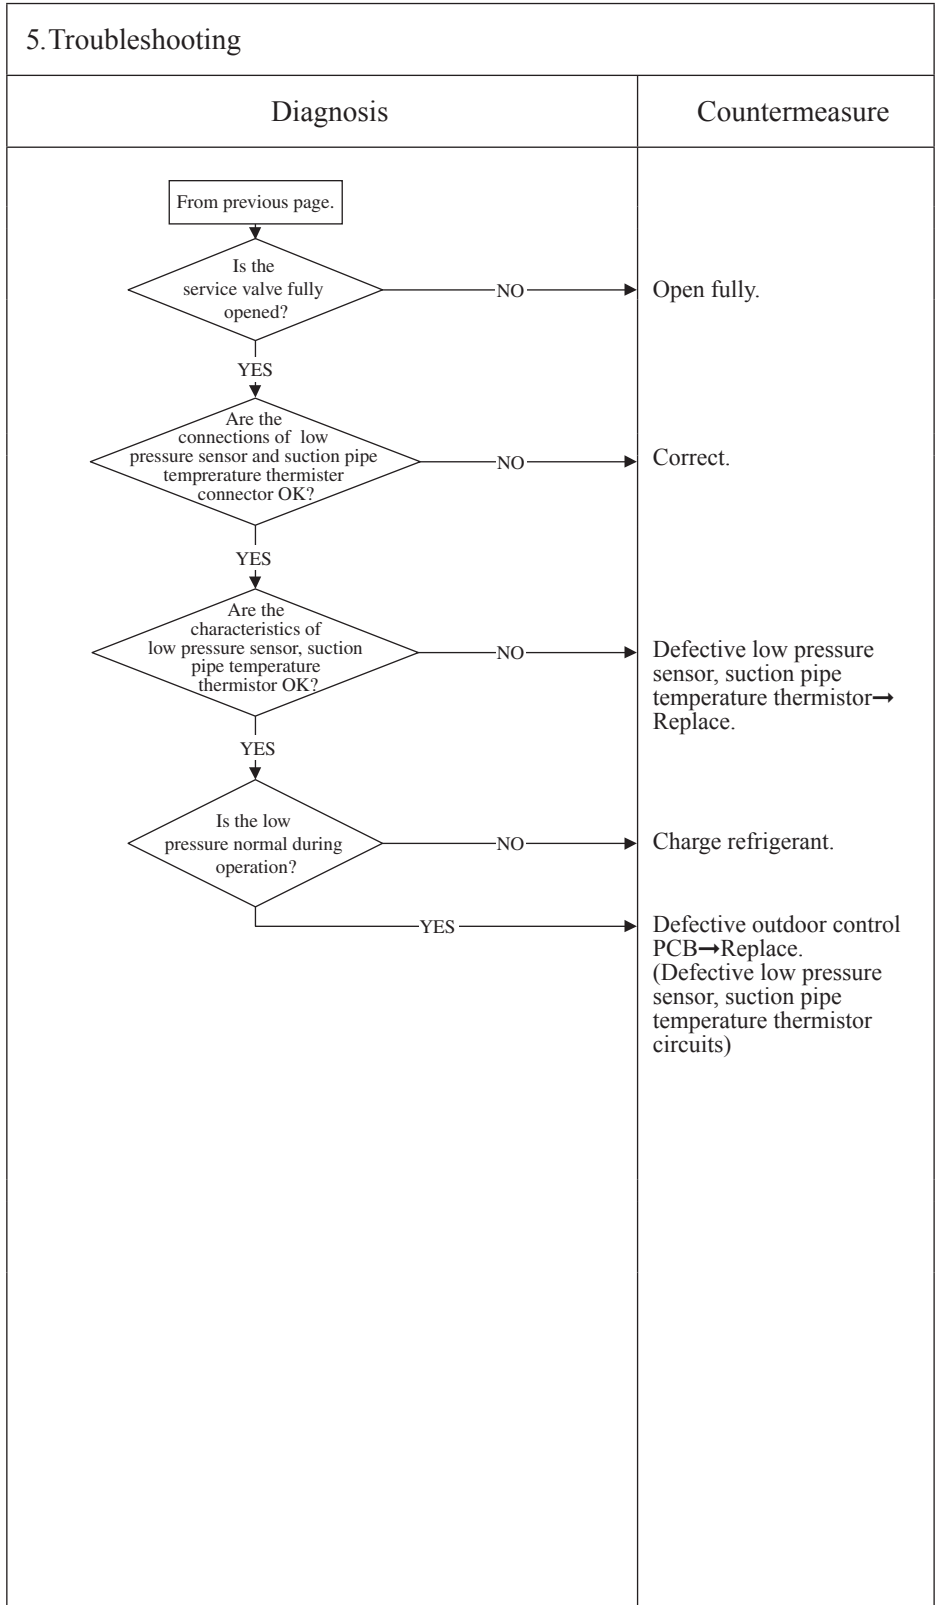 5.Troubleshooting
Diagnosis
Countermeasure
From previous page.
Is the
service valve fully
opened?
NO
Open fully.
YES
Are the
connections of low
pressure sensor and suction pipe
temprerature thermister
connector OK?
NO
Correct.
YES
Are the
characteristics of
low pressure sensor, suction
pipe temperature
thermistor OK?
NO
Defective low pressure
sensor, suction pipe
temperature thermistor→
Replace.
YES
Is the low
pressure normal during
operation?
NO
Charge refrigerant.
YES
Defective outdoor control
PCB→Replace.
(Defective low pressure
sensor, suction pipe
temperature thermistor
circuits)